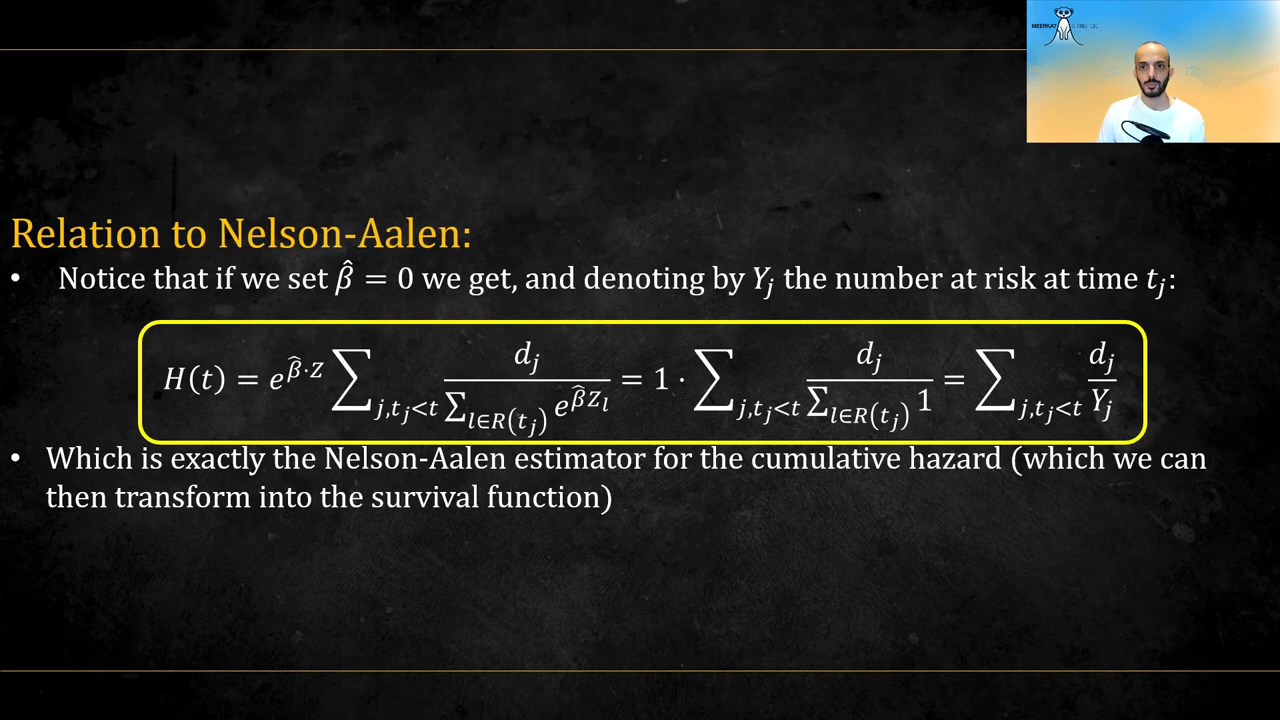 MEERKAT
Relation to Nelson-Aalen:
• Notice that if we set β̂ = 0 we get, and denoting by Yⱼ the number at risk at time tⱼ:
H(t) = e^{β̂·Z} ∑_{j,tⱼ<t} dⱼ / (∑_{l∈R(tⱼ)} e^{β̂Z_l}) = 1 · ∑_{j,tⱼ<t} dⱼ / (∑_{l∈R(tⱼ)} 1) = ∑_{j,tⱼ<t} dⱼ / Yⱼ
• Which is exactly the Nelson-Aalen estimator for the cumulative hazard (which we can
then transform into the survival function)